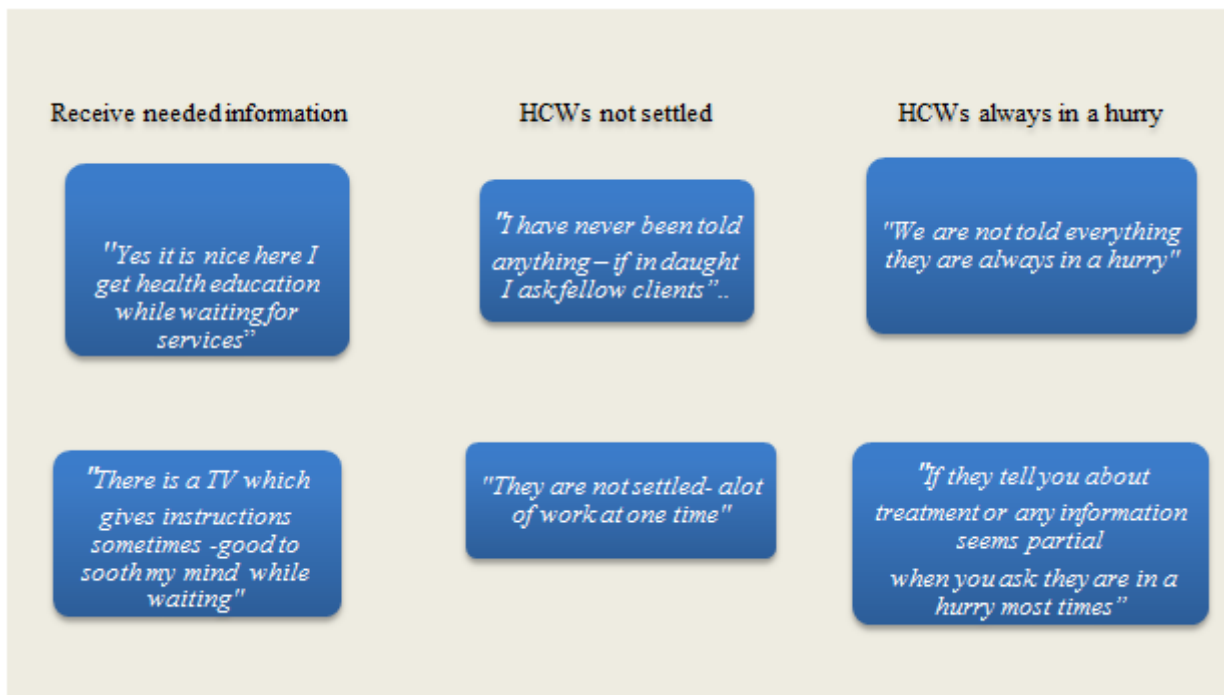 Receive needed information
"Yes it is nice here I
get health education
while waiting for
services”
"There is a TV which
gives instructions
sometimes -good to
sooth my mind while
waiting"
HCWs not settled
"I have never been told
anything – if in daught
I ask fellow clients”..
"They are not settled- alot
of work at one time"
HCWs always in a hurry
"We are not told everything
they are always in a hurry"
"If they tell you about
treatment or any information
seems partial
when you ask they are in a
hurry most times”